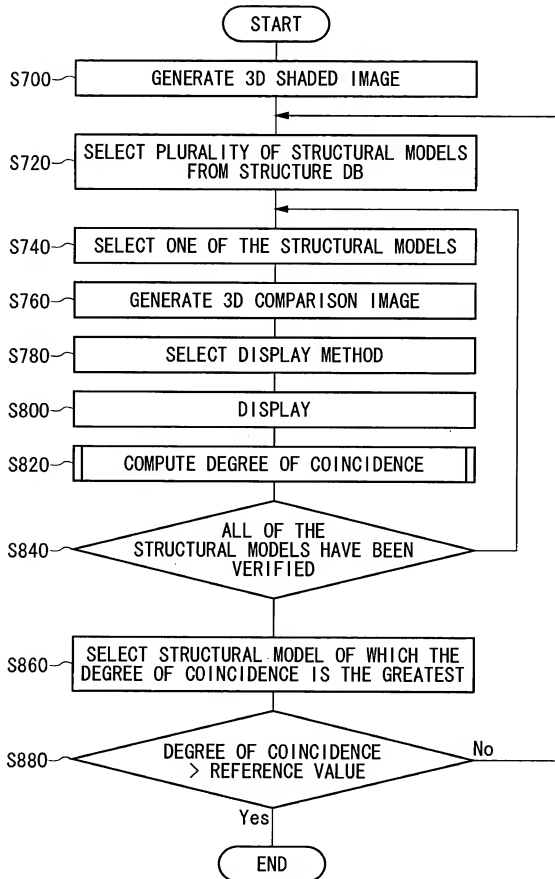 START
S700
GENERATE 3D SHADED IMAGE
S720
SELECT PLURALITY OF STRUCTURAL MODELS
FROM STRUCTURE DB
S740
SELECT ONE OF THE STRUCTURAL MODELS
S760
GENERATE 3D COMPARISON IMAGE
S780
SELECT DISPLAY METHOD
S800
DISPLAY
S820
COMPUTE DEGREE OF COINCIDENCE
S840
ALL OF THE
STRUCTURAL MODELS HAVE BEEN
VERIFIED
S860
SELECT STRUCTURAL MODEL OF WHICH THE
DEGREE OF COINCIDENCE IS THE GREATEST
S880
DEGREE OF COINCIDENCE
> REFERENCE VALUE
No
Yes
END